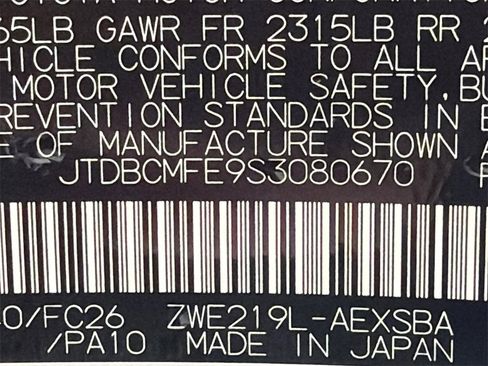 65LB GAWR FR 2315LB RR
HICLE CONFORMS TO ALL AP
MOTOR VEHICLE SAFETY, BU
REVENTION STANDARDS IN E
E OF MANUFACTURE SHOWN A
JTDBCMFE9S3080670 P
0/FC26 ZWE219L-AEXSBA
/PA10 MADE IN JAPAN